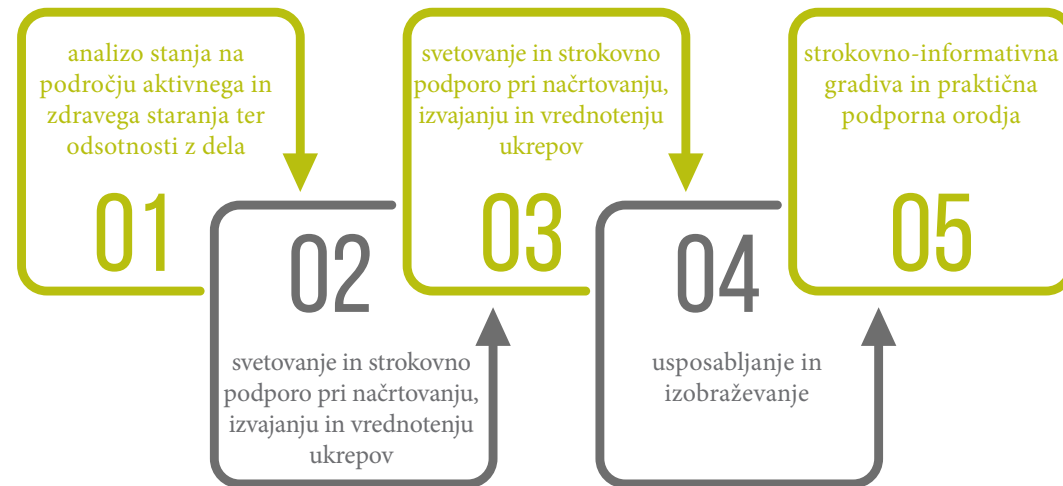 analizo stanja na
področju aktivnega in
zdravega staranja ter
odsotnosti z dela
01
02
svetovanje in strokovno
podporo pri načrtovanju,
izvajanju in vrednotenju
ukrepov
svetovanje in strokovno
podporo pri načrtovanju,
izvajanju in vrednotenju
ukrepov
03
04
usposabljanje in
izobraževanje
strokovno-informativna
gradiva in praktična
podporna orodja
05